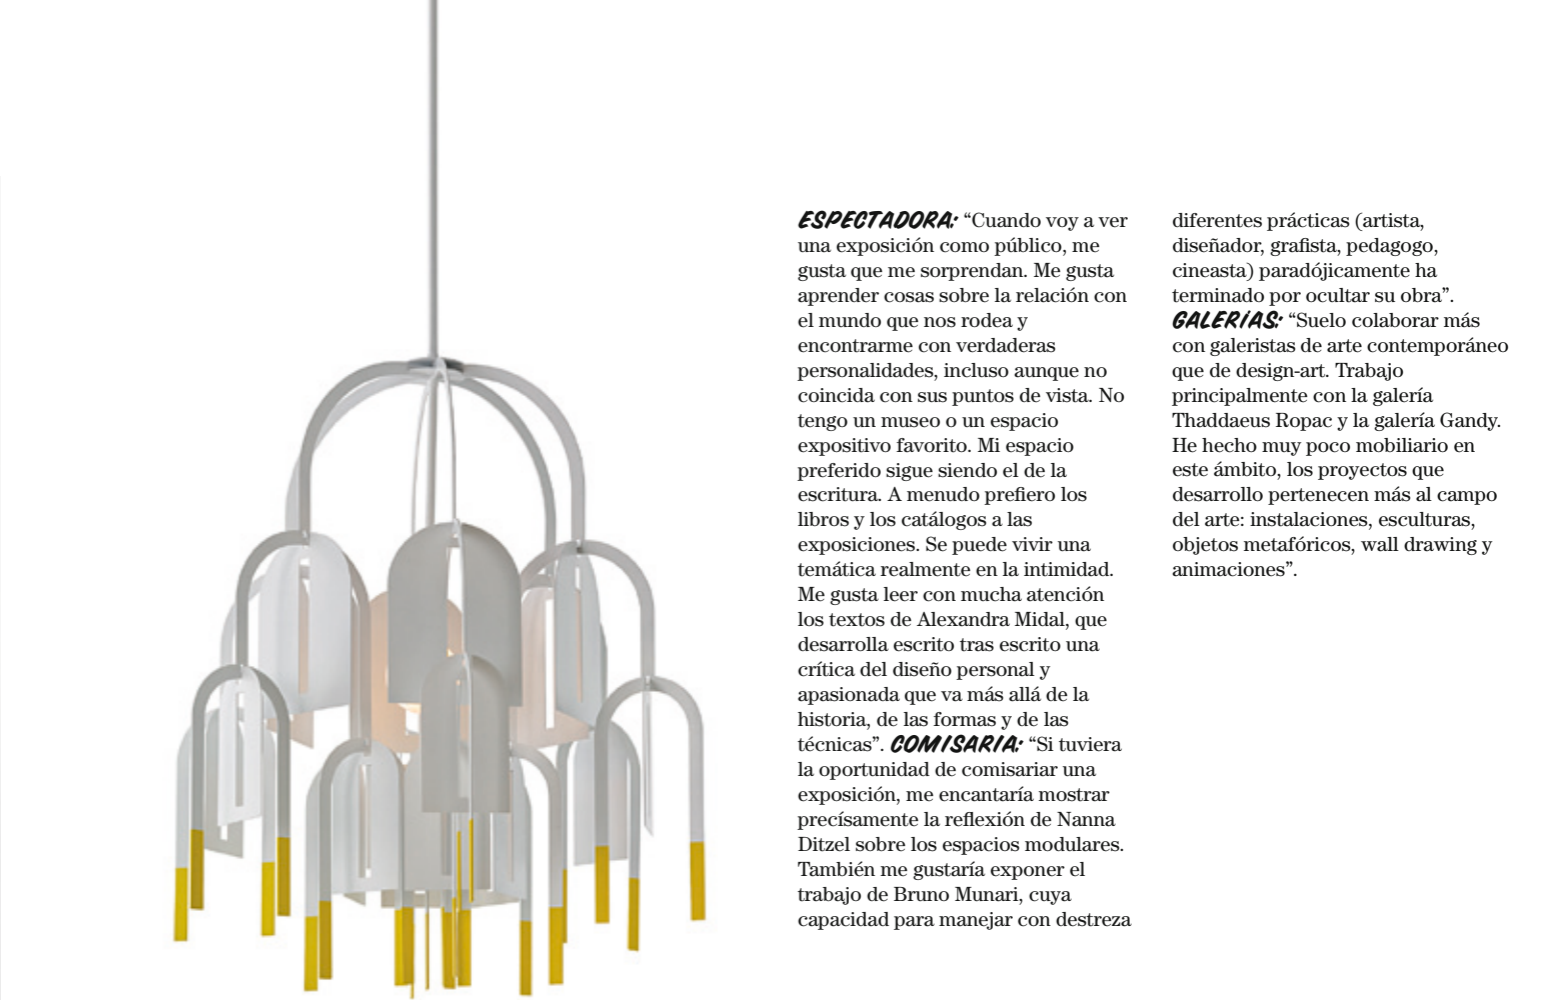 ESPECTADORA: “Cuando voy a ver
una exposición como público, me
gusta que me sorprendan. Me gusta
aprender cosas sobre la relación con
el mundo que nos rodea y
encontrarme con verdaderas
personalidades, incluso aunque no
coincida con sus puntos de vista. No
tengo un museo o un espacio
expositivo favorito. Mi espacio
preferido sigue siendo el de la
escritura. A menudo prefiero los
libros y los catálogos a las
exposiciones. Se puede vivir una
temática realmente en la intimidad.
Me gusta leer con mucha atención
los textos de Alexandra Midal, que
desarrolla escrito tras escrito una
crítica del diseño personal y
apasionada que va más allá de la
historia, de las formas y de las
técnicas”. COMISARIA: “Si tuviera
la oportunidad de comisariar una
exposición, me encantaría mostrar
precísamente la reflexión de Nanna
Ditzel sobre los espacios modulares.
También me gustaría exponer el
trabajo de Bruno Munari, cuya
capacidad para manejar con destreza
diferentes prácticas (artista,
diseñador, grafista, pedagogo,
cineasta) paradójicamente ha
terminado por ocultar su obra”.
GALERÍAS: “Suelo colaborar más
con galeristas de arte contemporáneo
que de design-art. Trabajo
principalmente con la galería
Thaddaeus Ropac y la galería Gandy.
He hecho muy poco mobiliario en
este ámbito, los proyectos que
desarrollo pertenecen más al campo
del arte: instalaciones, esculturas,
objetos metafóricos, wall drawing y
animaciones”.